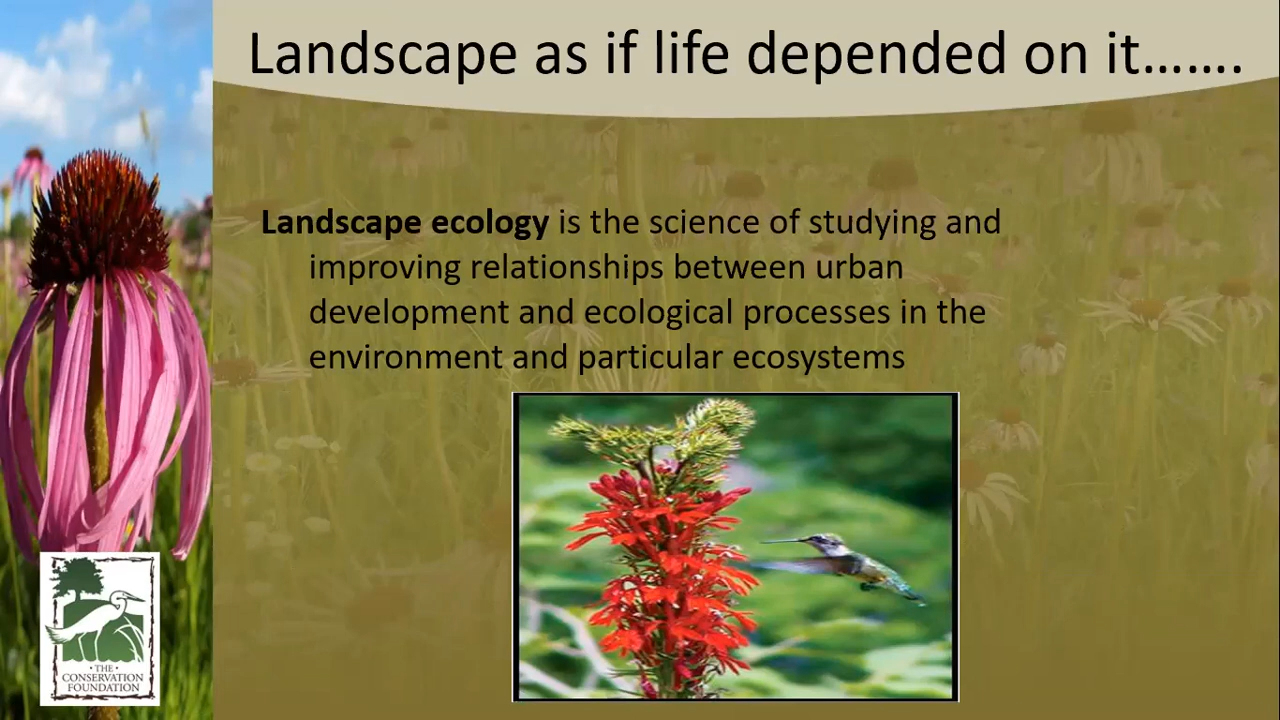 Landscape as if life depended on it.......
Landscape ecology is the science of studying and
improving relationships between urban
development and ecological processes in the
environment and particular ecosystems
• THE •
CONSERVATION
FOUNDATION